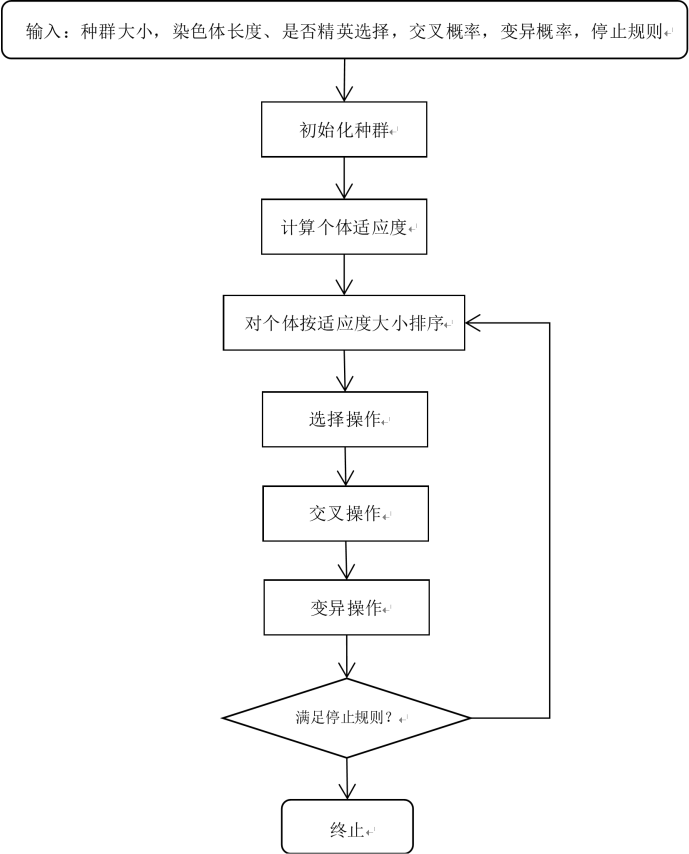 输入：种群大小，染色体长度、是否精英选择，交叉概率，变异概率，停止规则
初始化种群
计算个体适应度
对个体按适应度大小排序
选择操作
交叉操作
变异操作
满足停止规则？
终止